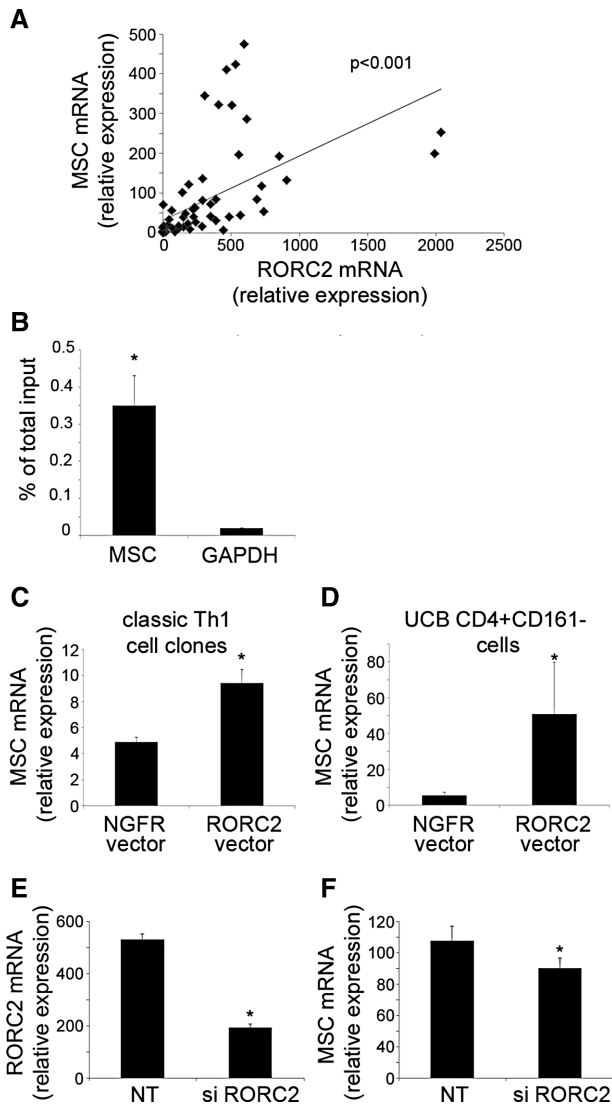 A
MSC mRNA
(relative expression)
500
400
300
200
100
0
p<0.001
0
500
1000
1500
2000
2500
RORC2 mRNA
(relative expression)
B
% of total input
0.5
0.4
0.3
0.2
0.1
0
*
MSC
GAPDH
C
classic Th1
cell clones
MSC mRNA
(relative expression)
12
10
8
6
4
2
0
*
NGFR
vector
RORC2
vector
D
UCB CD4+CD161-
cells
MSC mRNA
(relative expression)
80
60
40
20
0
*
NGFR
vector
RORC2
vector
E
RORC2 mRNA
(relative expression)
600
400
200
0
*
NT
si RORC2
F
MSC mRNA
(relative expression)
120
100
80
60
40
20
0
*
NT
si RORC2